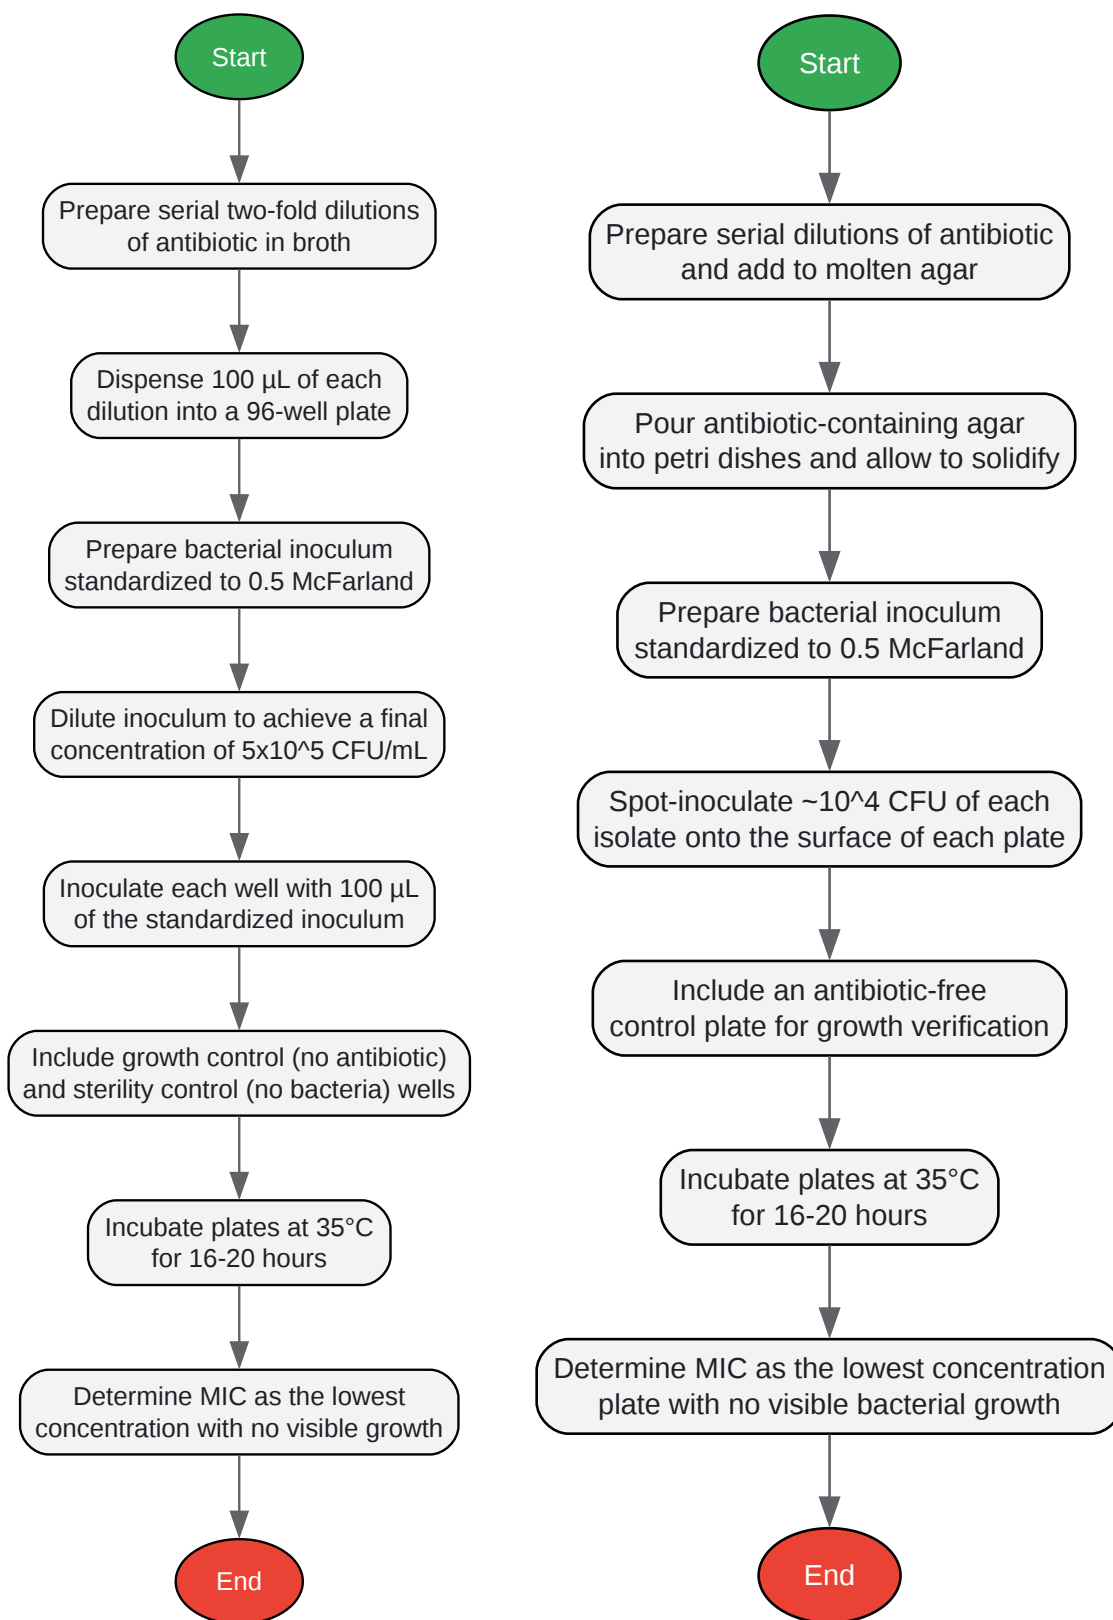 Start
Prepare serial two-fold dilutions
of antibiotic in broth
Dispense 100 µL of each
dilution into a 96-well plate
Prepare bacterial inoculum
standardized to 0.5 McFarland
Dilute inoculum to achieve a final
concentration of 5x10^5 CFU/mL
Inoculate each well with 100 µL
of the standardized inoculum
Include growth control (no antibiotic)
and sterility control (no bacteria) wells
Incubate plates at 35°C
for 16-20 hours
Determine MIC as the lowest
concentration with no visible growth
End
Start
Prepare serial dilutions of antibiotic
and add to molten agar
Pour antibiotic-containing agar
into petri dishes and allow to solidify
Prepare bacterial inoculum
standardized to 0.5 McFarland
Spot-inoculate ~10^4 CFU of each
isolate onto the surface of each plate
Include an antibiotic-free
control plate for growth verification
Incubate plates at 35°C
for 16-20 hours
Determine MIC as the lowest concentration
plate with no visible bacterial growth
End